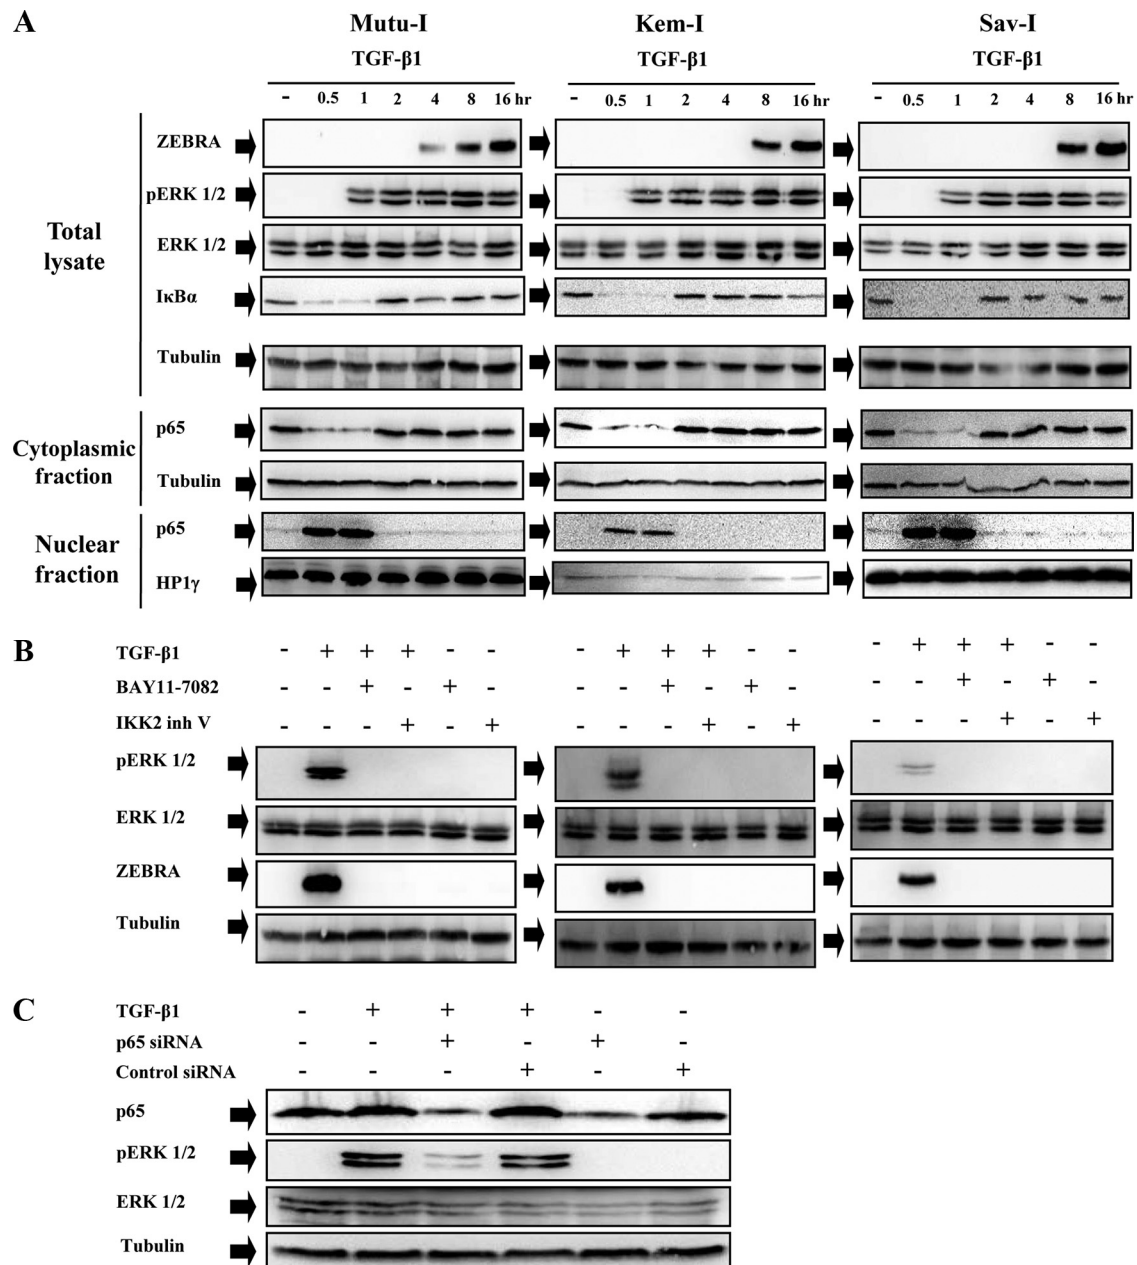 A
Mutu-I Kem-I Sav-I
TGF-β1 TGF-β1 TGF-β1
- 0.5 1 2 4 8 16 hr - 0.5 1 2 4 8 16 hr - 0.5 1 2 4 8 16 hr
Total
lysate
ZEBRA
pERK 1/2
ERK 1/2
IκBα
Tubulin
Cytoplasmic
fraction
p65
Tubulin
Nuclear
fraction
p65
HP1γ
B
TGF-β1 - + + + - - - + + + - - - + + + - -
BAY11-7082 - - + - + - - - + - + - - - + - + -
IKK2 inh V - - - + - + - - - + - + - - - + - +
pERK 1/2
ERK 1/2
ZEBRA
Tubulin
C
TGF-β1 - + + + - -
p65 siRNA - - + - + -
Control siRNA - - - + - +
p65
pERK 1/2
ERK 1/2
Tubulin